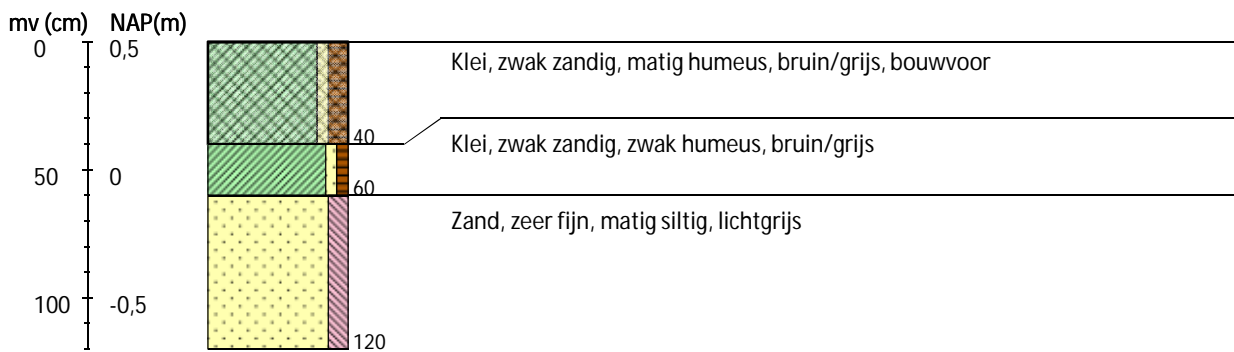 mv (cm) NAP(m)
0 0,5
Klei, zwak zandig, matig humeus, bruin/grijs, bouwvoor
40
Klei, zwak zandig, zwak humeus, bruin/grijs
50 0
60
Zand, zeer fijn, matig siltig, lichtgrijs
100 -0,5
120